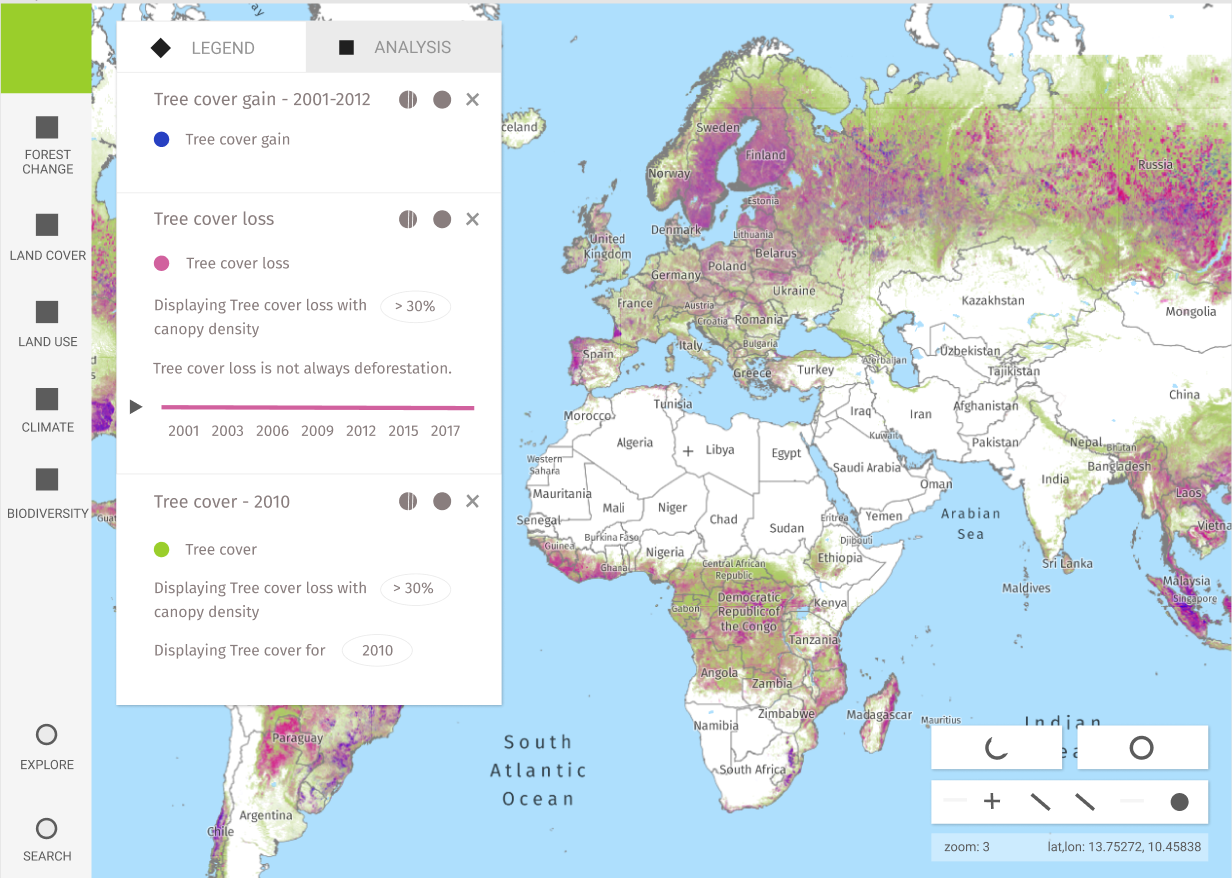 LEGEND
ANALYSIS
Tree cover gain - 2001-2012
Tree cover gain
Tree cover loss
Tree cover loss
Displaying Tree cover loss with
canopy density
> 30%
Tree cover loss is not always deforestation.
2001 2003 2006 2009 2012 2015 2017
Tree cover - 2010
Tree cover
Displaying Tree cover loss with
canopy density
> 30%
Displaying Tree cover for
2010
FOREST
CHANGE
LAND COVER
LAND USE
CLIMATE
BIODIVERSITY
EXPLORE
SEARCH
ay
d
s
Guat
celand
Sweden
Finland
Norway
Russia
Estonia
Denmark
Lithuania
United
Kingdom
Belarus
Poland
Germany
Ukraine
France
Austria
Croatia
Romania
Kazakhstan
Mongolia
Italy
Bulgaria
Spain
Greece
Turkey
Azerbaijan
Uzbekistan
Tajikistan
China
Tunisia
Morocco
Iraq
Iran
Afghanistan
Algeria
Libya
Egypt
Kuwait
Pakistan
Nepal
Bhutan
Western
Sahara
Saudi Arabia
Bangladesh
India
Oman
Mauritania
Mali
Niger
Chad
Sudan
Eritrea
Yemen
Arabian
Sea
Laos
Vietna
Senegal
Burkina Faso
Guinea
Ghana
Nigeria
Djibouti
Ethiopia
Central African
Republic
Sri Lanka
Maldives
Malaysia
Singapore
Gabon
Democratic
Republic of
the Congo
Kenya
Tanzania
Angola
Zambia
Zimbabwe
Madagascar
Mauritius
Namibia
South Africa
Indian
ea
South
Atlantic
Ocean
Paraguay
Argentina
Chile
zoom: 3
lat,lon: 13.75272, 10.45838